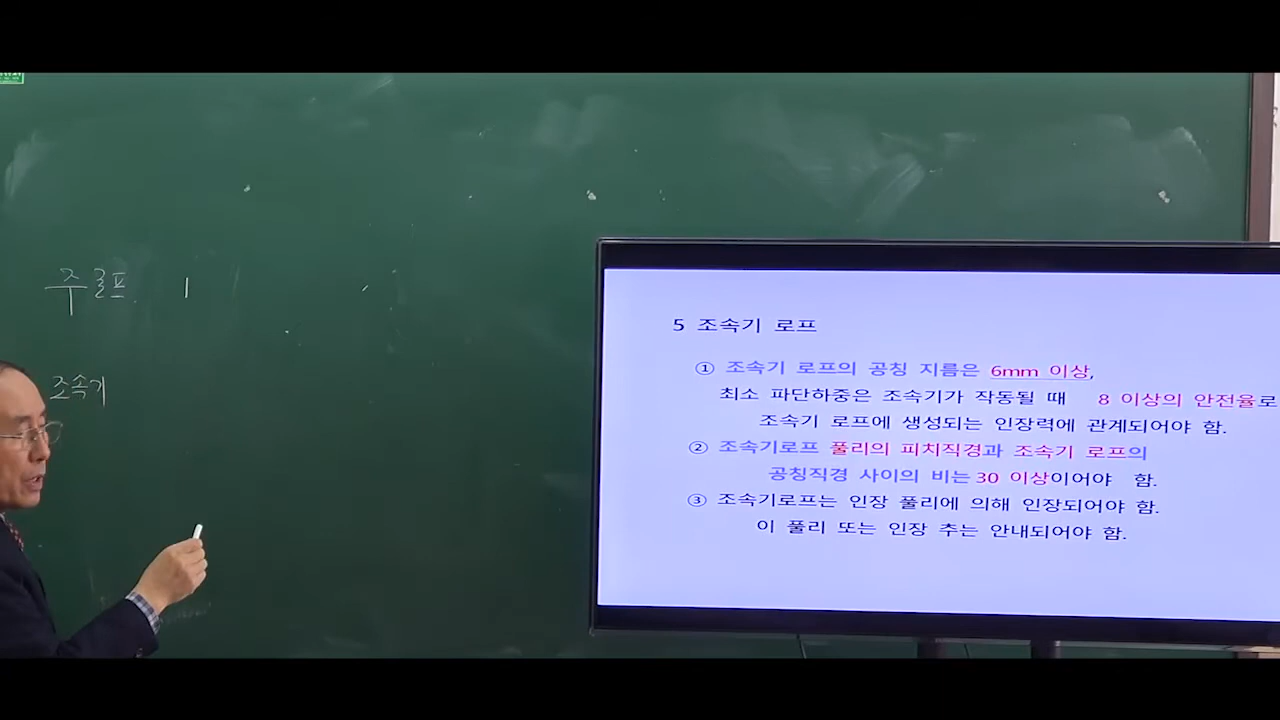 주로프 1
조속기
5 조속기 로프
① 조속기 로프의 공칭 지름은 6mm 이상,
최소 파단하중은 조속기가 작동될 때 8 이상의 안전율로
조속기 로프에 생성되는 인장력에 관계되어야 함.
② 조속기로프 풀리의 피치직경과 조속기 로프의
공칭직경 사이의 비는 30 이상이어야 함.
③ 조속기로프는 인장 풀리에 의해 인장되어야 함.
이 풀리 또는 인장 추는 안내되어야 함.